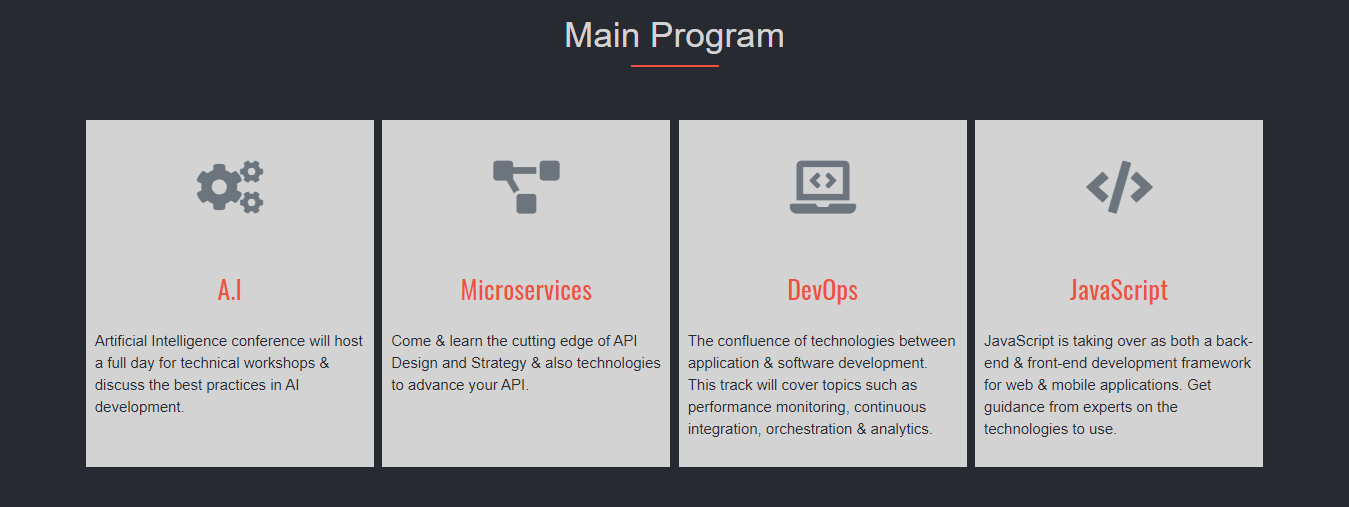 Main Program
A.I
Artificial Intelligence conference will host
a full day for technical workshops &
discuss the best practices in AI
development.
Microservices
Come & learn the cutting edge of API
Design and Strategy & also technologies
to advance your API.
DevOps
The confluence of technologies between
application & software development.
This track will cover topics such as
performance monitoring, continuous
integration, orchestration & analytics.
JavaScript
JavaScript is taking over as both a back-
end & front-end development framework
for web & mobile applications. Get
guidance from experts on the
technologies to use.